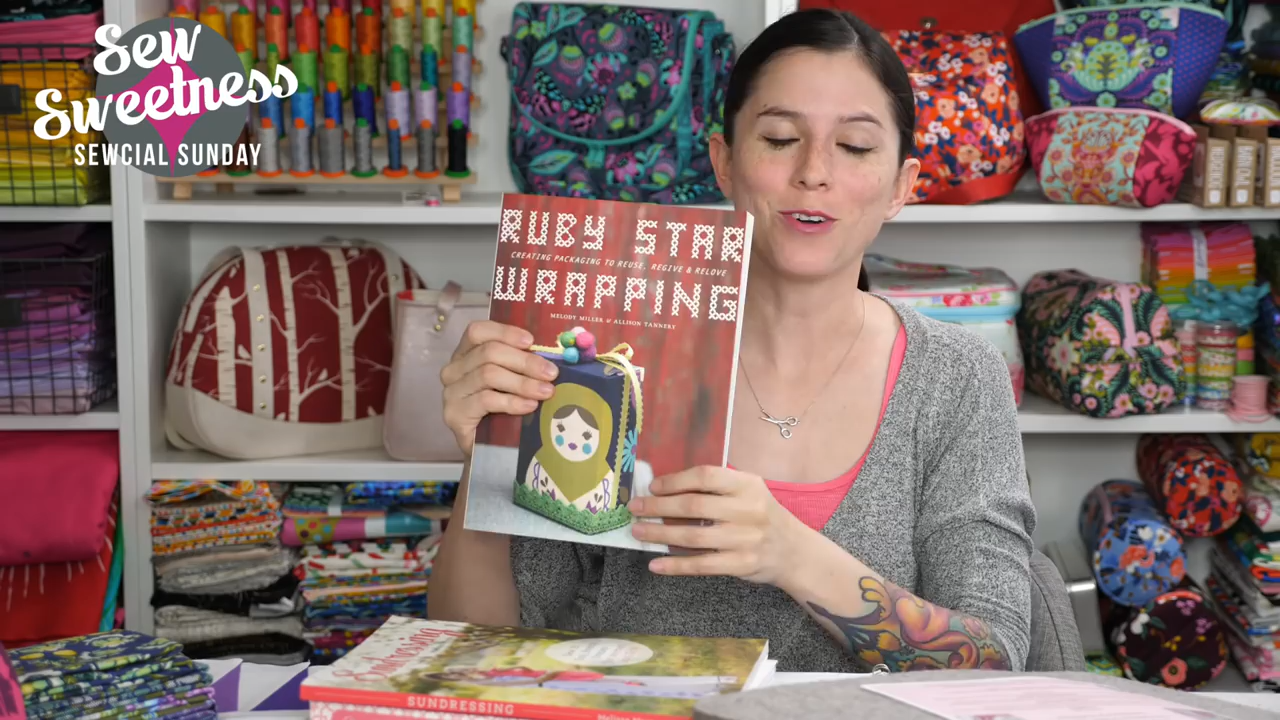 Sew
Sweetness
SEWCIAL SUNDAY
RUBY STAR
CREATING PACKAGING TO REUSE, REGIVE & RELOVE
WRAPPING
MELODY MILLER & ALLISON TANNERY
SUNDRESSING